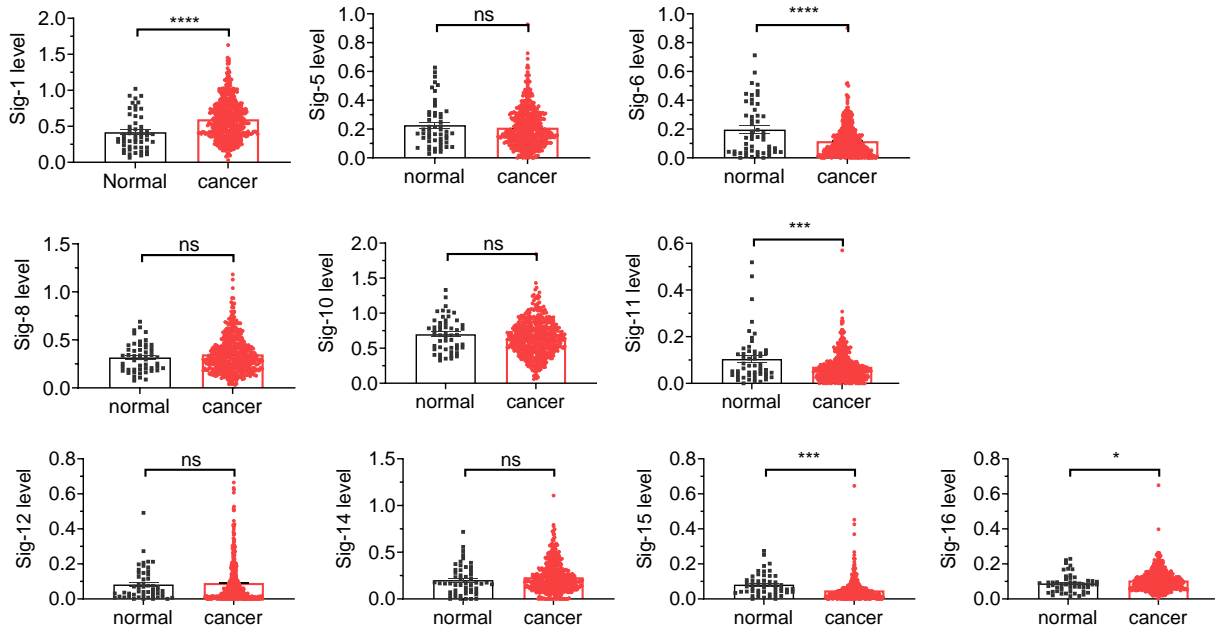 Sig-1 level
1.5
1.0
0.5
0.0
****
Normal
cancer
Sig-5 level
1.0
0.8
0.6
0.4
0.2
0.0
ns
normal
cancer
Sig-6 level
1.0
0.8
0.6
0.4
0.2
0.0
****
normal
cancer
2.0
Sig-8 level
1.5
1.0
0.5
0.0
ns
normal
cancer
Sig-10 level
2.0
1.5
1.0
0.5
0.0
ns
normal
cancer
Sig-11 level
0.6
0.4
0.2
0.0
***
normal
cancer
Sig-12 level
0.8
0.6
0.4
0.2
0.0
ns
normal
cancer
Sig-14 level
1.5
1.0
0.5
0.0
ns
normal
cancer
Sig-15 level
0.8
0.6
0.4
0.2
0.0
***
normal
cancer
Sig-16 level
0.8
0.6
0.4
0.2
0.0
*
normal
cancer